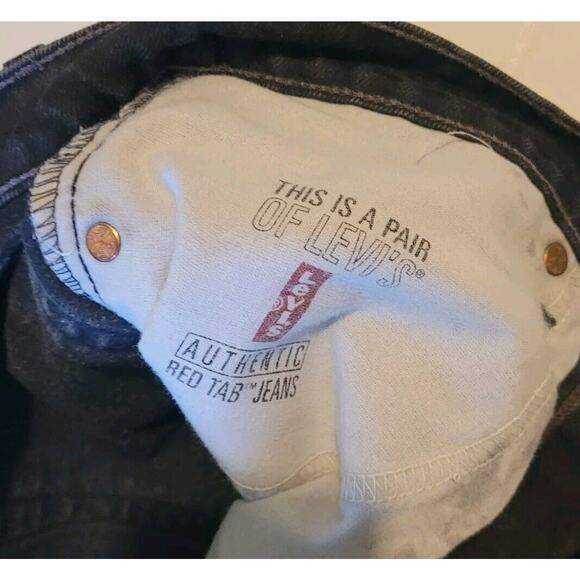 THIS IS A PAIR
OF LEVI'S®
LEVI'S
AUTHENTIC
RED TAB™ JEANS